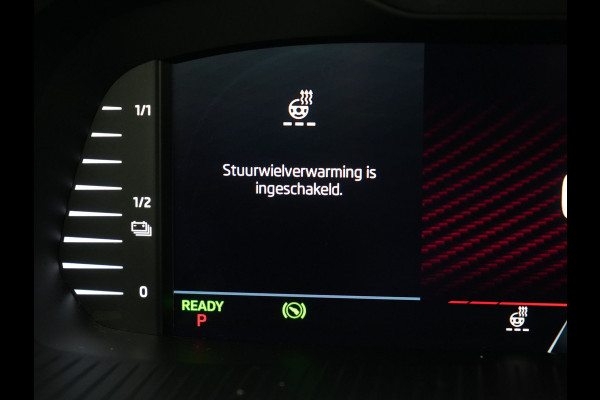 1/1
1/2
0
Stuurwielverwarming is
ingeschakeld.
READY
P